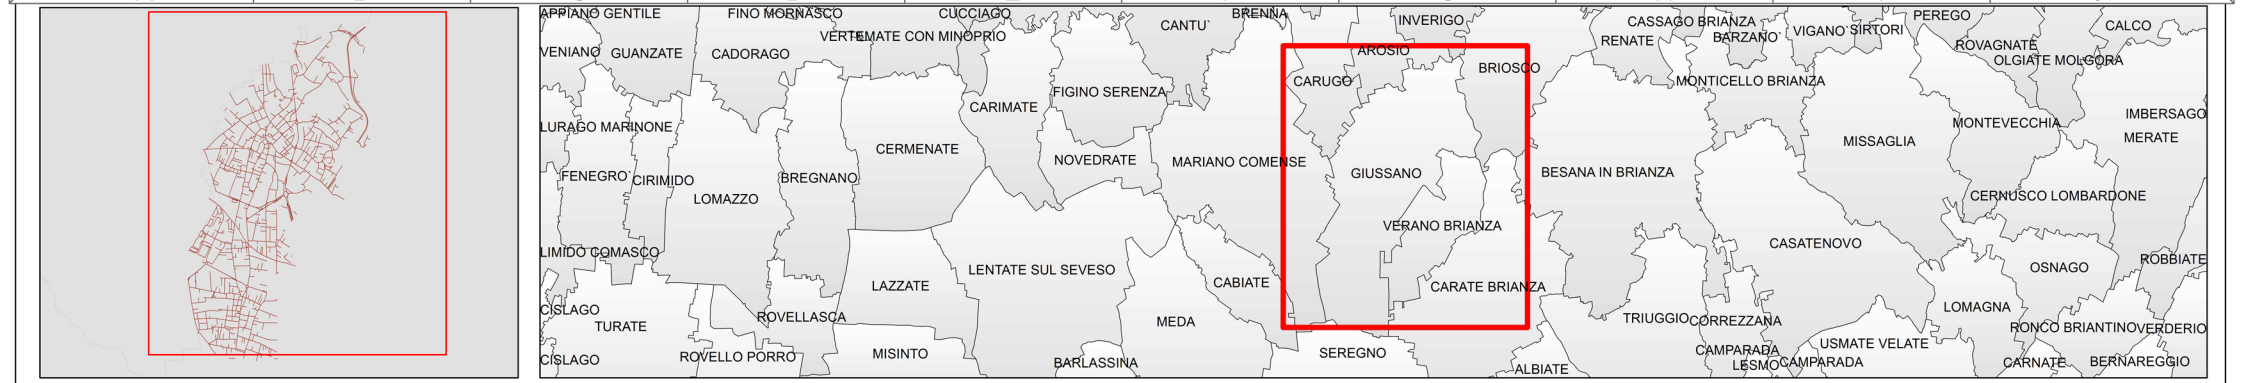 APPIANO GENTILE
FINO MORNASCO
CUCCIAGO
CANTU`
BRENNA
INVERIGO
CASSAGO BRIANZA
PEREGO
CALCO
VENIANO
GUANZATE
CADORAGO
VERTEMATE CON MINOPRIO
AROSIO
RENATE
BARZANO`
VIGANO`
SIRTORI
ROVAGNATE
OLGIATE MOLGORA
CARUGO
BRIOSCO
MONTICELLO BRIANZA
CARIMATE
FIGINO SERENZA
IMBERSAGO
LURAGO MARINONE
MONTEVECCHIA
MERATE
CERMENATE
MISSAGLIA
NOVEDRATE
MARIANO COMENSE
FENEGRO`
CIRIMIDO
BREGNANO
GIUSSANO
BESANA IN BRIANZA
LOMAZZO
CERNUSCO LOMBARDONE
VERANO BRIANZA
CASATENOVO
LIMIDO COMASCO
ROBBIATE
LENTATE SUL SEVESO
OSNAGO
LAZZATE
CABIATE
CARATE BRIANZA
CISLAGO
LOMAGNA
TURATE
ROVELLASCA
MEDA
TRIUGGIO
CORREZZANA
RONCO BRIANTINO
VERDERIO
ROVELLO PORRO
MISINTO
SEREGNO
CAMPARADA
USMATE VELATE
CISLAGO
BARLASSINA
ALBIATE
LESMO
CAMPARADA
CARNATE
BERNAREGGIO